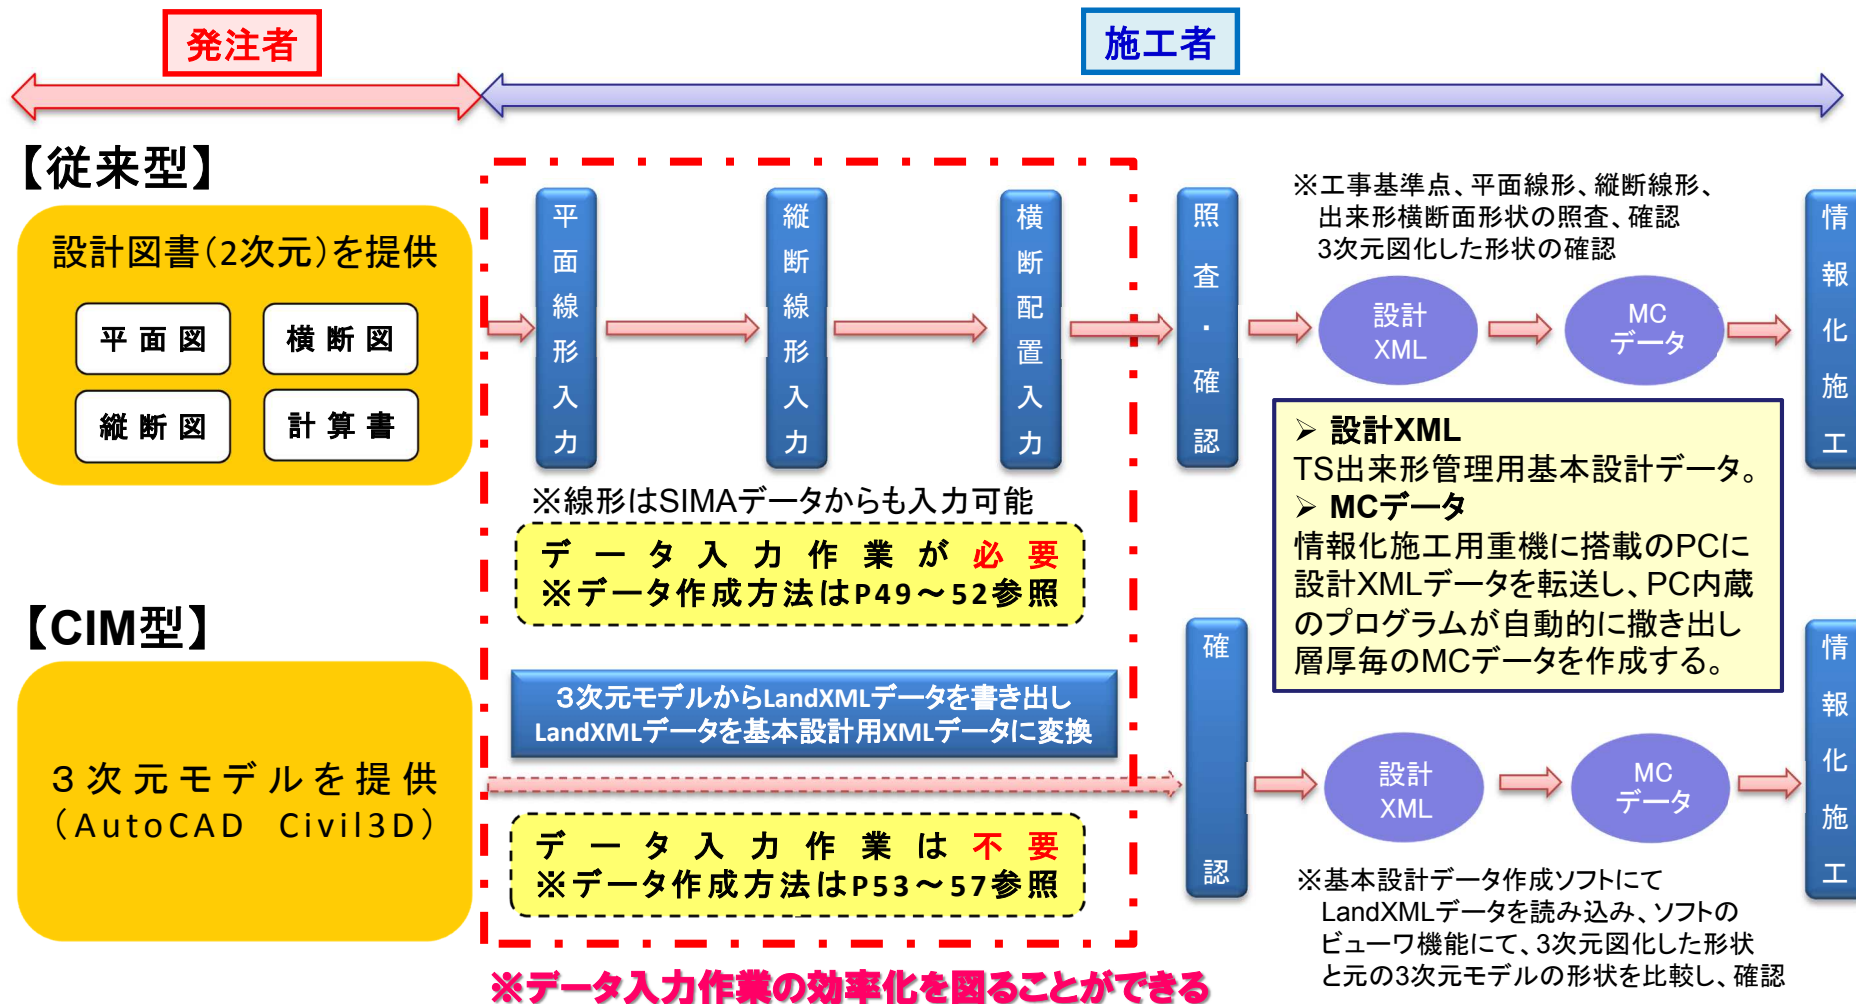 発注者
施工者
【従来型】
設計図書（2次元）を提供
平面図
横断図
縦断図
計算書
平面線形入力
縦断線形入力
横断配置入力
照査・確認
※工事基準点、平面線形、縦断線形、
出来形横断面形状の照査、確認
3次元図化した形状の確認
設計
XML
MC
データ
情報化施工
※線形はSIMAデータからも入力可能
データ入力作業が必要
※データ作成方法はP49～52参照
➢ 設計XML
TS出来形管理用基本設計データ。
➢ MCデータ
情報化施工用重機に搭載のPCに
設計XMLデータを転送し、PC内蔵
のプログラムが自動的に撒き出し
層厚毎のMCデータを作成する。
【CIM型】
3次元モデルを提供
（AutoCAD Civil3D）
3次元モデルからLandXMLデータを書き出し
LandXMLデータを基本設計用XMLデータに変換
データ入力作業は不要
※データ作成方法はP53～57参照
確認
設計
XML
MC
データ
情報化施工
※基本設計データ作成ソフトにて
LandXMLデータを読み込み、ソフトの
ビューワ機能にて、3次元図化した形状
と元の3次元モデルの形状を比較し、確認
※データ入力作業の効率化を図ることができる